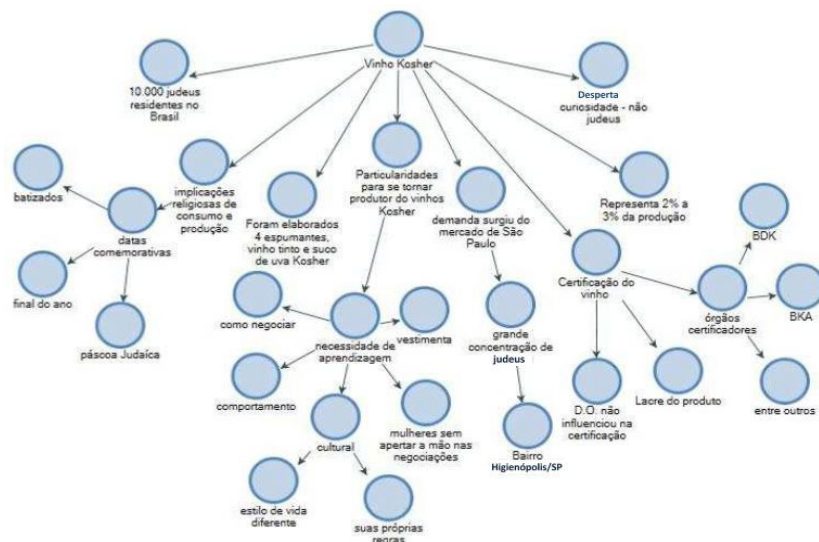 Vinho Kosher
10.000 judeus
residentes no
Brasil
Desperta
curiosidade - não
judeus
batizados
implicações
religiosas de
consumo e
produção
Foram elaborados
4 espumantes,
vinho tinto e suco
de uva Kosher
Particularidades
para se tornar
produtor do vinhos
Kosher
demanda surgiu do
mercado de São
Paulo
Representa 2% a
3% da produção
BDK
datas
comemorativas
Certificação do
vinho
órgãos
certificadores
BKA
final do ano
páscoa Judaíca
como negociar
necessidade de
aprendizagem
vestimenta
grande
concentração de
judeus
comportamento
cultural
mulheres sem
apertar a mão nas
negociações
Bairro
Higienópolis/SP
D.O. não
influenciou na
certificação
Lacre do produto
entre outros
estilo de vida
diferente
suas próprias
regras